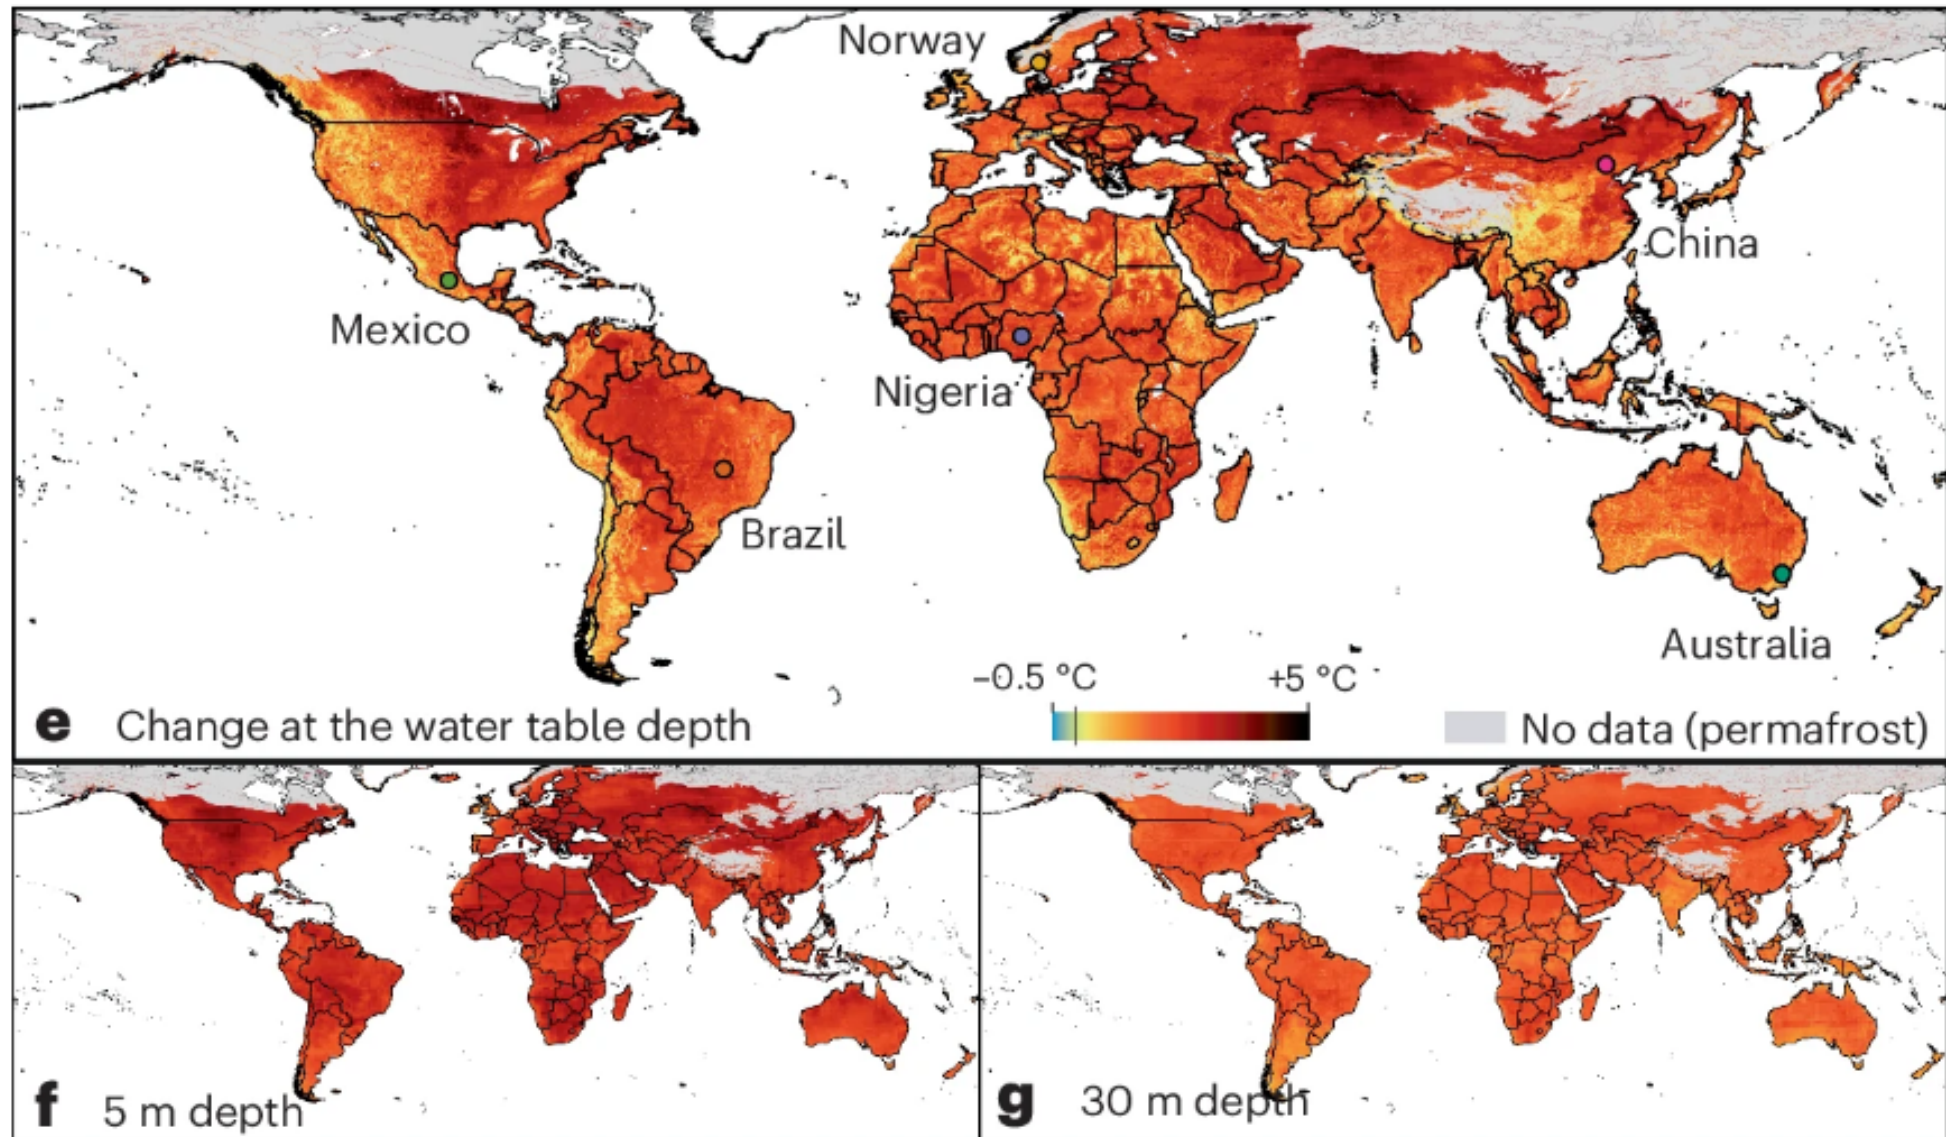 Norway
China
Mexico
Nigeria
Brazil
Australia
–0.5 °C +5 °C
e Change at the water table depth
No data (permafrost)
f 5 m depth
g 30 m depth